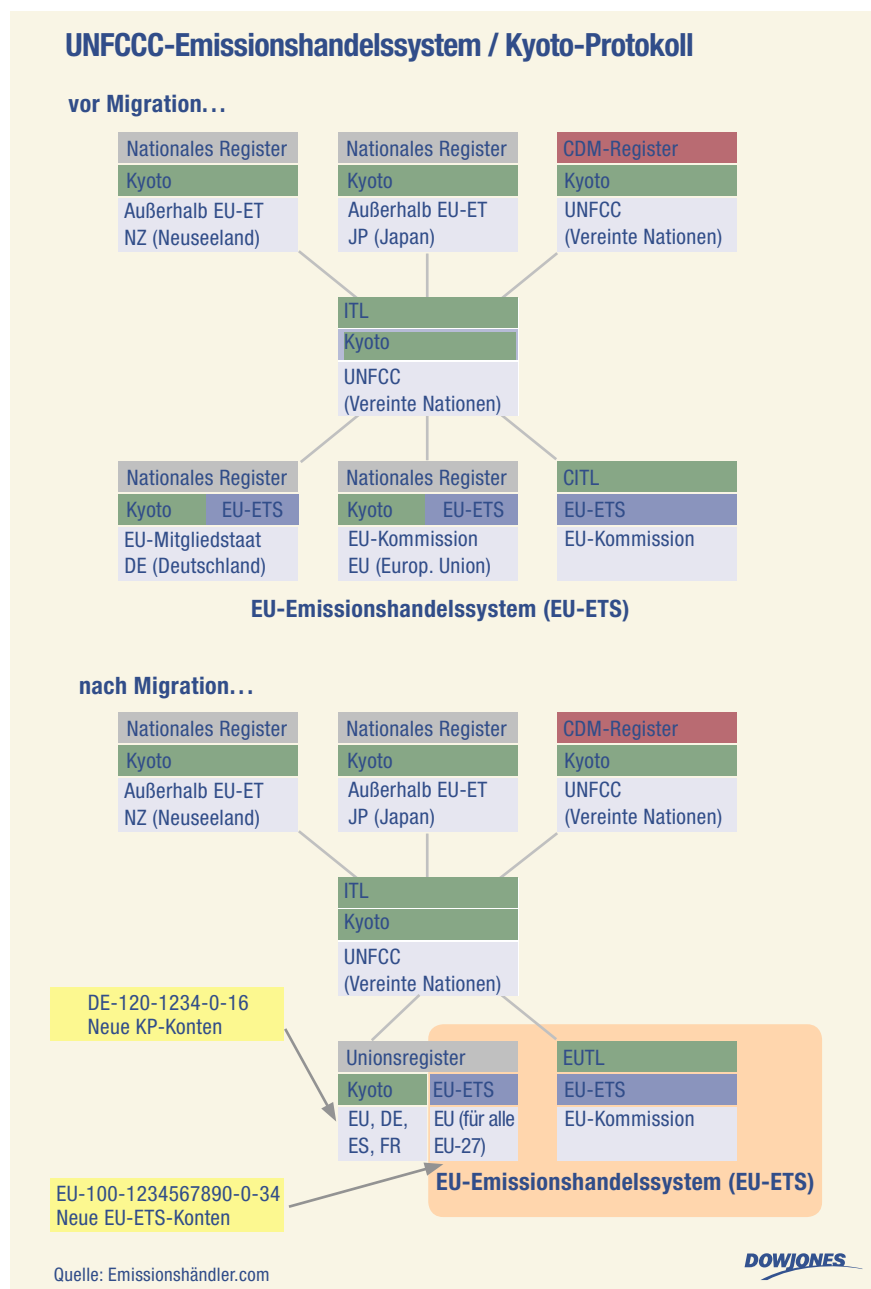 UNFCCC-Emissionshandelssystem / Kyoto-Protokoll
vor Migration...
Nationales Register
Kyoto
Außerhalb EU-ET
NZ (Neuseeland)
Nationales Register
Kyoto
Außerhalb EU-ET
JP (Japan)
CDM-Register
Kyoto
UNFCC
(Vereinte Nationen)
ITL
Kyoto
UNFCC
(Vereinte Nationen)
Nationales Register
Kyoto EU-ETS
EU-Mitgliedstaat
DE (Deutschland)
Nationales Register
Kyoto EU-ETS
EU-Kommission
EU (Europ. Union)
CITL
EU-ETS
EU-Kommission
EU-Emissionshandelssystem (EU-ETS)
nach Migration...
Nationales Register
Kyoto
Außerhalb EU-ET
NZ (Neuseeland)
Nationales Register
Kyoto
Außerhalb EU-ET
JP (Japan)
CDM-Register
Kyoto
UNFCC
(Vereinte Nationen)
ITL
Kyoto
UNFCC
(Vereinte Nationen)
DE-120-1234-0-16
Neue KP-Konten
Unionsregister
Kyoto EU-ETS
EU, DE,
ES, FR
EU (für alle
EU-27)
EUTL
EU-ETS
EU-Kommission
EU-Emissionshandelssystem (EU-ETS)
EU-100-1234567890-0-34
Neue EU-ETS-Konten
Quelle: Emissionshändler.com
DOWJONES